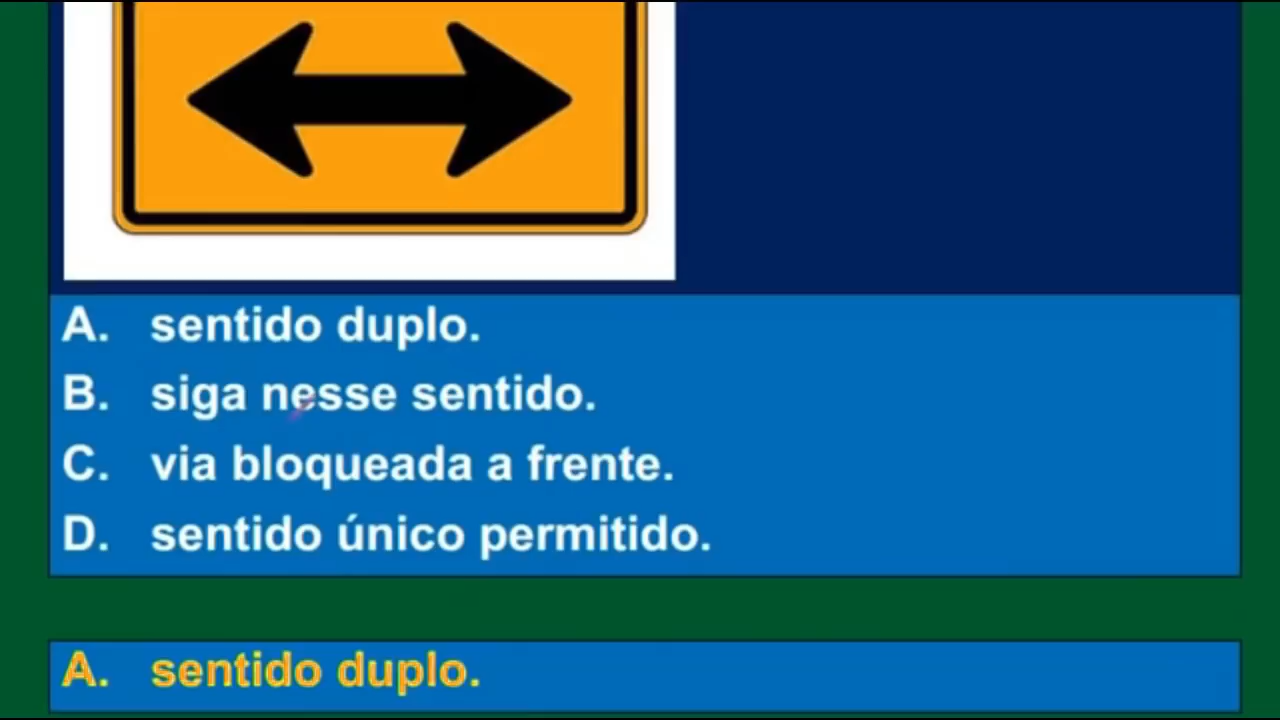 A. sentido duplo.
B. siga nesse sentido.
C. via bloqueada a frente.
D. sentido único permitido.
A. sentido duplo.